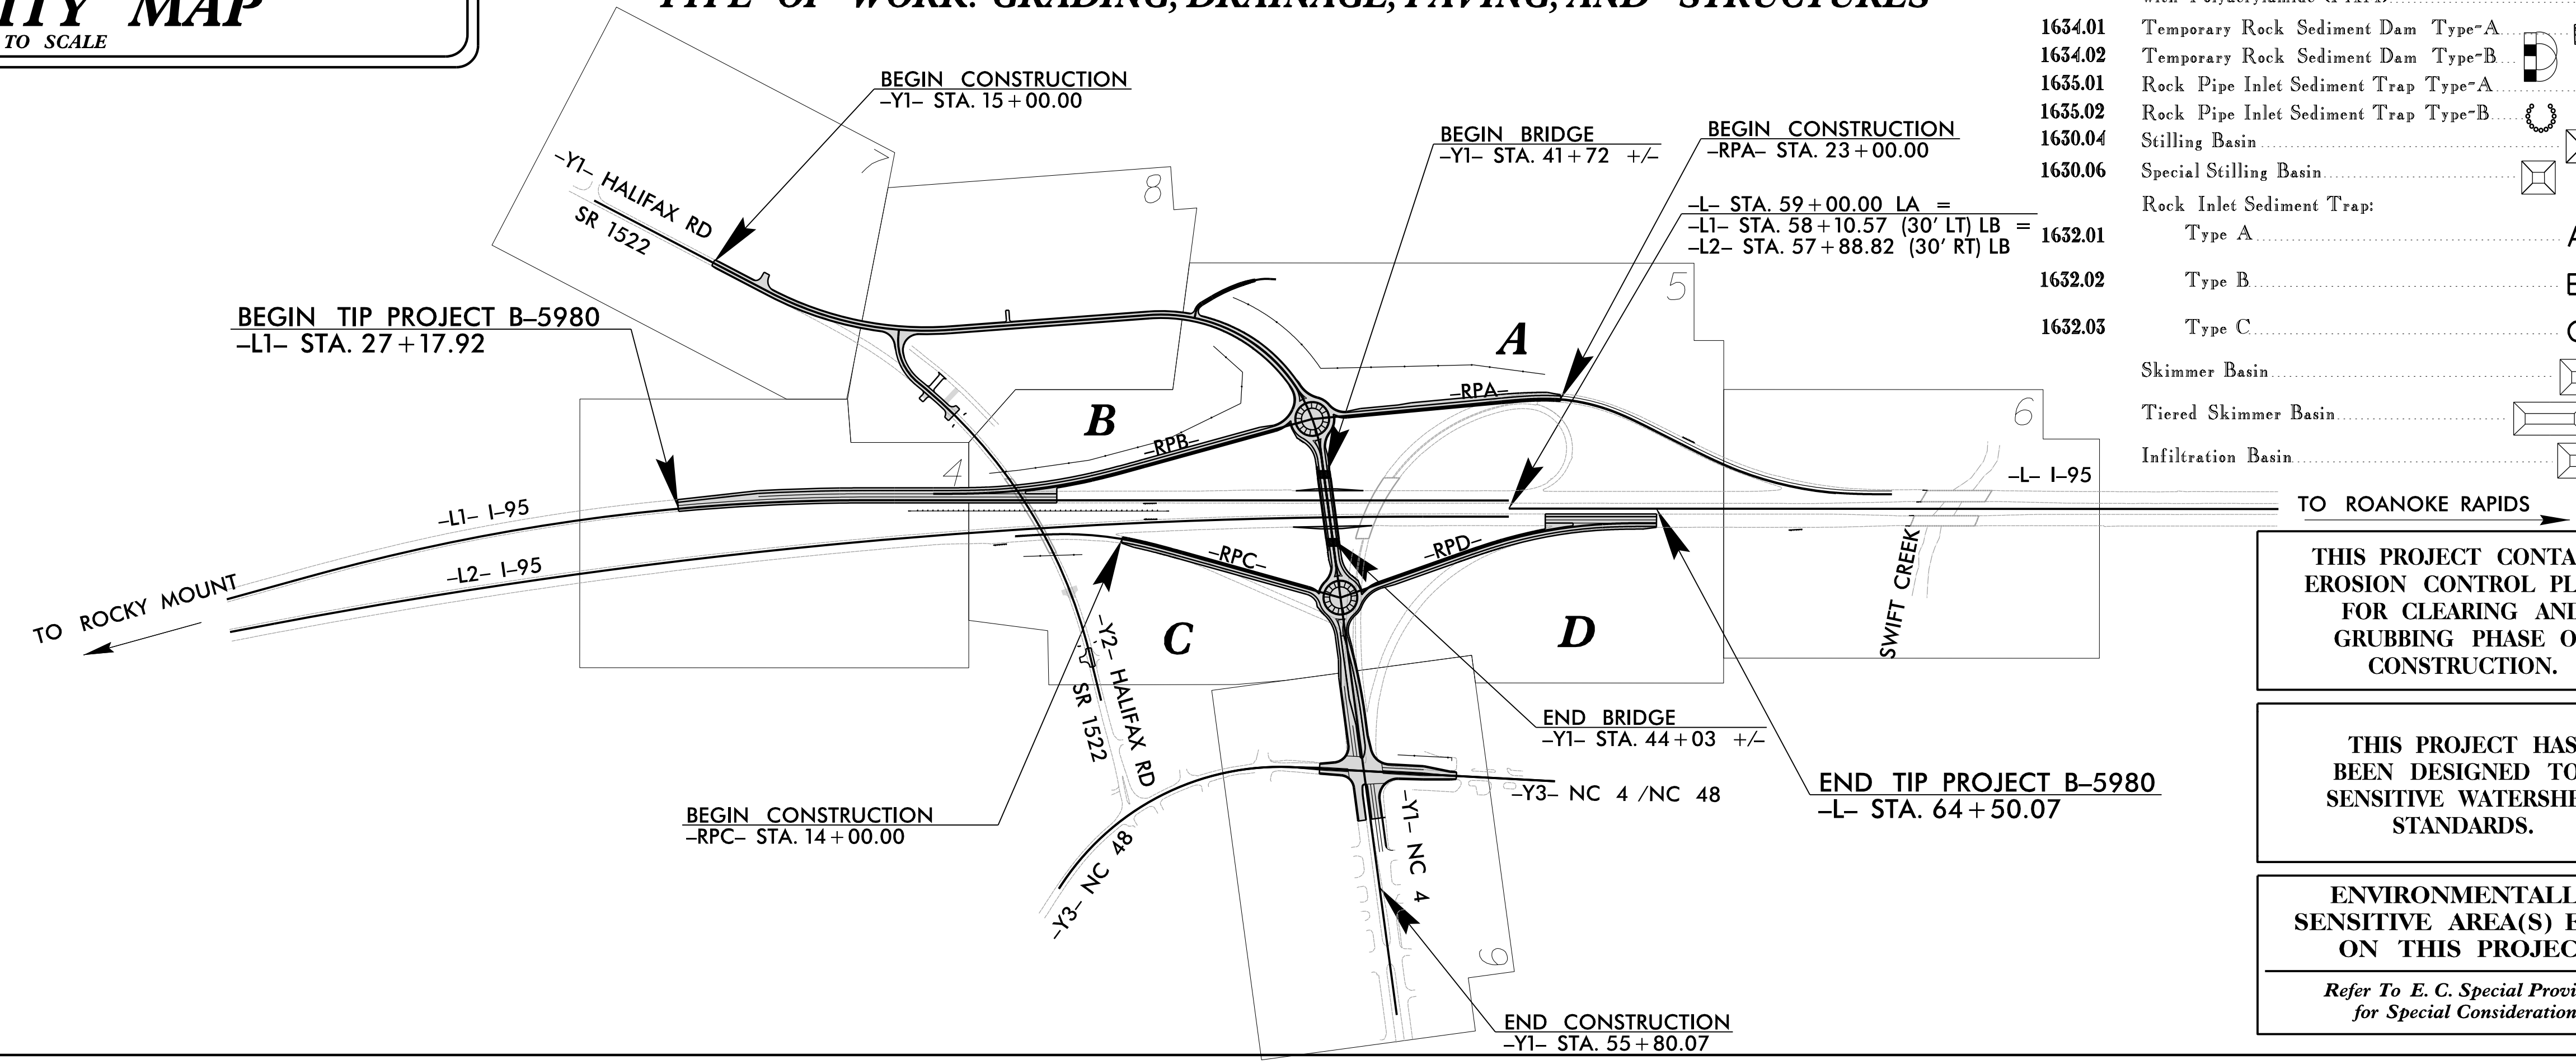 MAP
TO SCALE
TYPE OF WORK: GRADING, DRAINAGE, PAVING, AND STRUCTURES
1634.01 Temporary Rock Sediment Dam Type-A
1634.02 Temporary Rock Sediment Dam Type-B
1635.01 Rock Pipe Inlet Sediment Trap Type-A
1635.02 Rock Pipe Inlet Sediment Trap Type-B
1630.04 Stilling Basin
1630.06 Special Stilling Basin
Rock Inlet Sediment Trap:
1632.01 Type A
1632.02 Type B
1632.03 Type C
Skimmer Basin
Tiered Skimmer Basin
Infiltration Basin
BEGIN CONSTRUCTION
-Y1- STA. 15+00.00
BEGIN BRIDGE
-Y1- STA. 41+72 +/-
BEGIN CONSTRUCTION
-RPA- STA. 23+00.00
-L- STA. 59+00.00 LA =
-L1- STA. 58+10.57 (30' LT) LB =
-L2- STA. 57+88.82 (30' RT) LB
7
8
5
6
4
9
-Y1- HALIFAX RD
SR 1522
BEGIN TIP PROJECT B-5980
-L1- STA. 27+17.92
A
B
C
D
-RPA-
-RPB-
-RPC-
-RPD-
-L- I-95
TO ROANOKE RAPIDS
-L1- I-95
-L2- I-95
TO ROCKY MOUNT
SWIFT CREEK
-Y2- HALIFAX RD
SR 1522
END BRIDGE
-Y1- STA. 44+03 +/-
END TIP PROJECT B-5980
-L- STA. 64+50.07
-Y3- NC 4 /NC 48
BEGIN CONSTRUCTION
-RPC- STA. 14+00.00
-Y3- NC 48
-Y1- NC 4
END CONSTRUCTION
-Y1- STA. 55+80.07
THIS PROJECT
EROSION CONTROL
FOR CLEARING
GRUBBING PHASE
CONSTRUCTION.
THIS PROJECT HAS
BEEN DESIGNED
SENSITIVE
STANDARDS.
SENSITIVE AREA(S)
ON THIS
Refer To E. C. Special
for Special